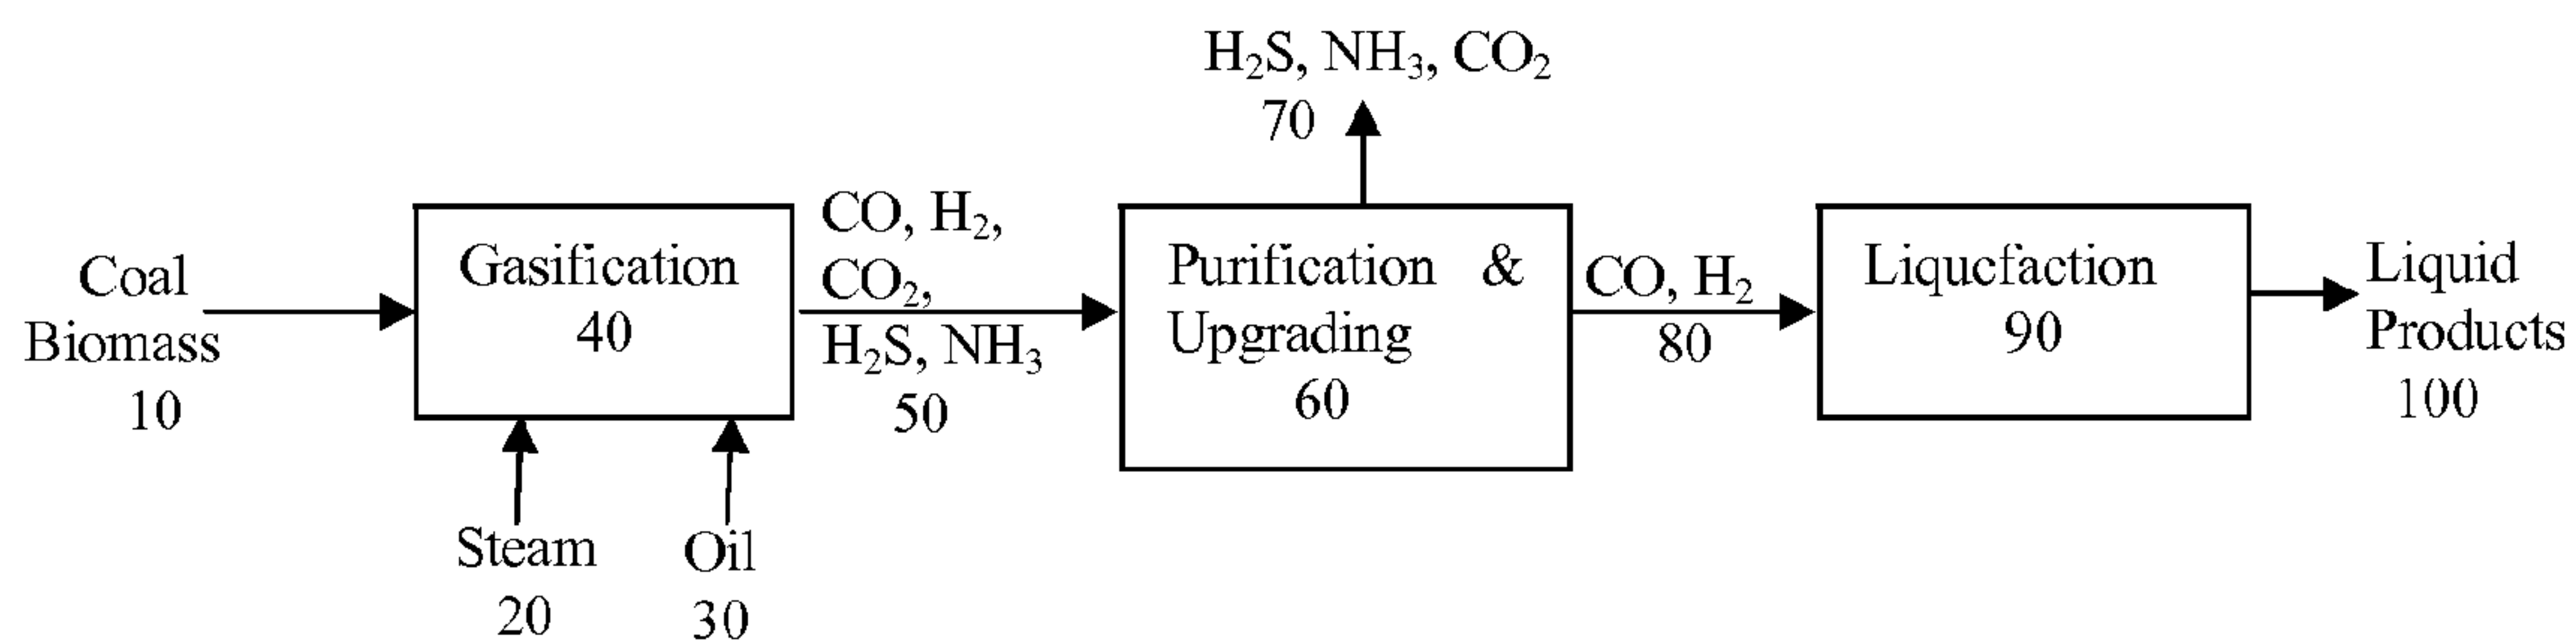 H₂S, NH₃, CO₂
70
Coal
Biomass
10
Gasification
40
Steam
20
Oil
30
CO, H₂,
CO₂,
H₂S, NH₃
50
Purification &
Upgrading
60
CO, H₂
80
Liqucfaction
90
Liquid
Products
100